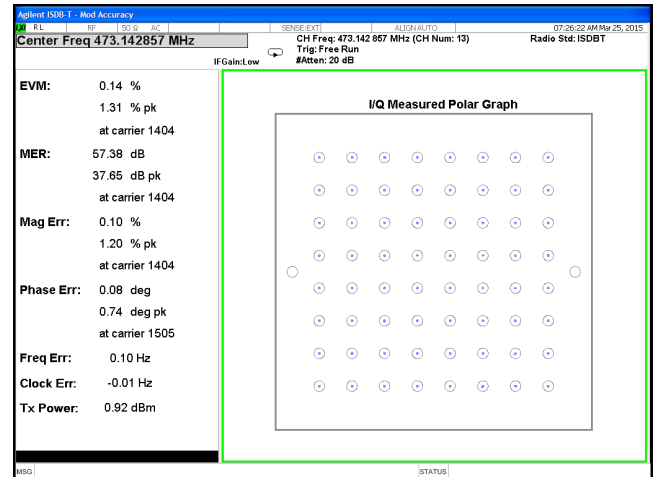 Agilent ISDB-T - Mod Accuracy
LXI RL RF 50 Ω AC SENSE:EXT ALIGN AUTO 07:26:22 AM Mar 25, 2015
Center Freq 473.142857 MHz
CH Freq: 473.142 857 MHz (CH Num: 13) Radio Std: ISDBT
Trig: Free Run
IFGain:Low #Atten: 20 dB
EVM: 0.14 %
1.31 % pk
at carrier 1404
MER: 57.38 dB
37.65 dB pk
at carrier 1404
Mag Err: 0.10 %
1.20 % pk
at carrier 1404
Phase Err: 0.08 deg
0.74 deg pk
at carrier 1505
Freq Err: 0.10 Hz
Clock Err: -0.01 Hz
Tx Power: 0.92 dBm
I/Q Measured Polar Graph
MSG STATUS